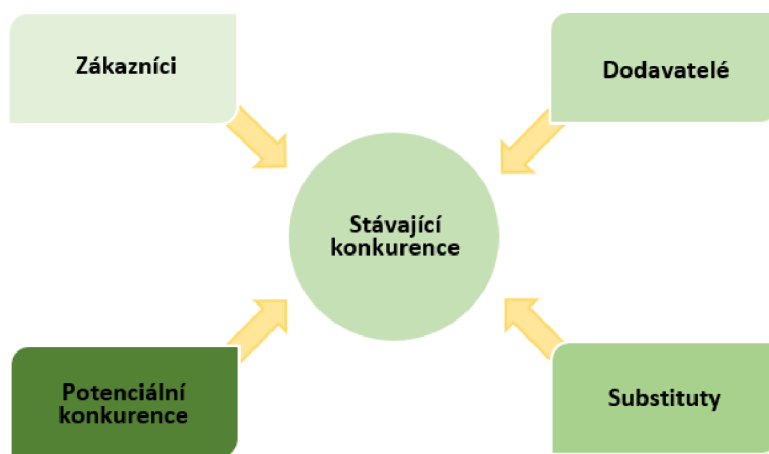 Zákazníci
Dodavatelé
Stávající
konkurence
Potenciální
konkurence
Substituty